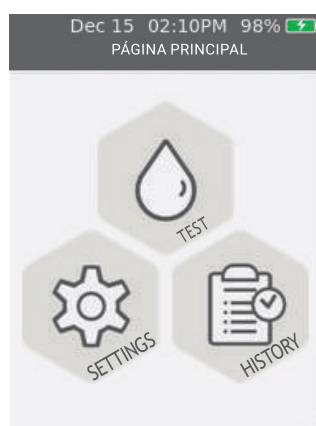 Dec 15 02:10PM 98%
PÁGINA PRINCIPAL
TEST
SETTINGS
HISTORY